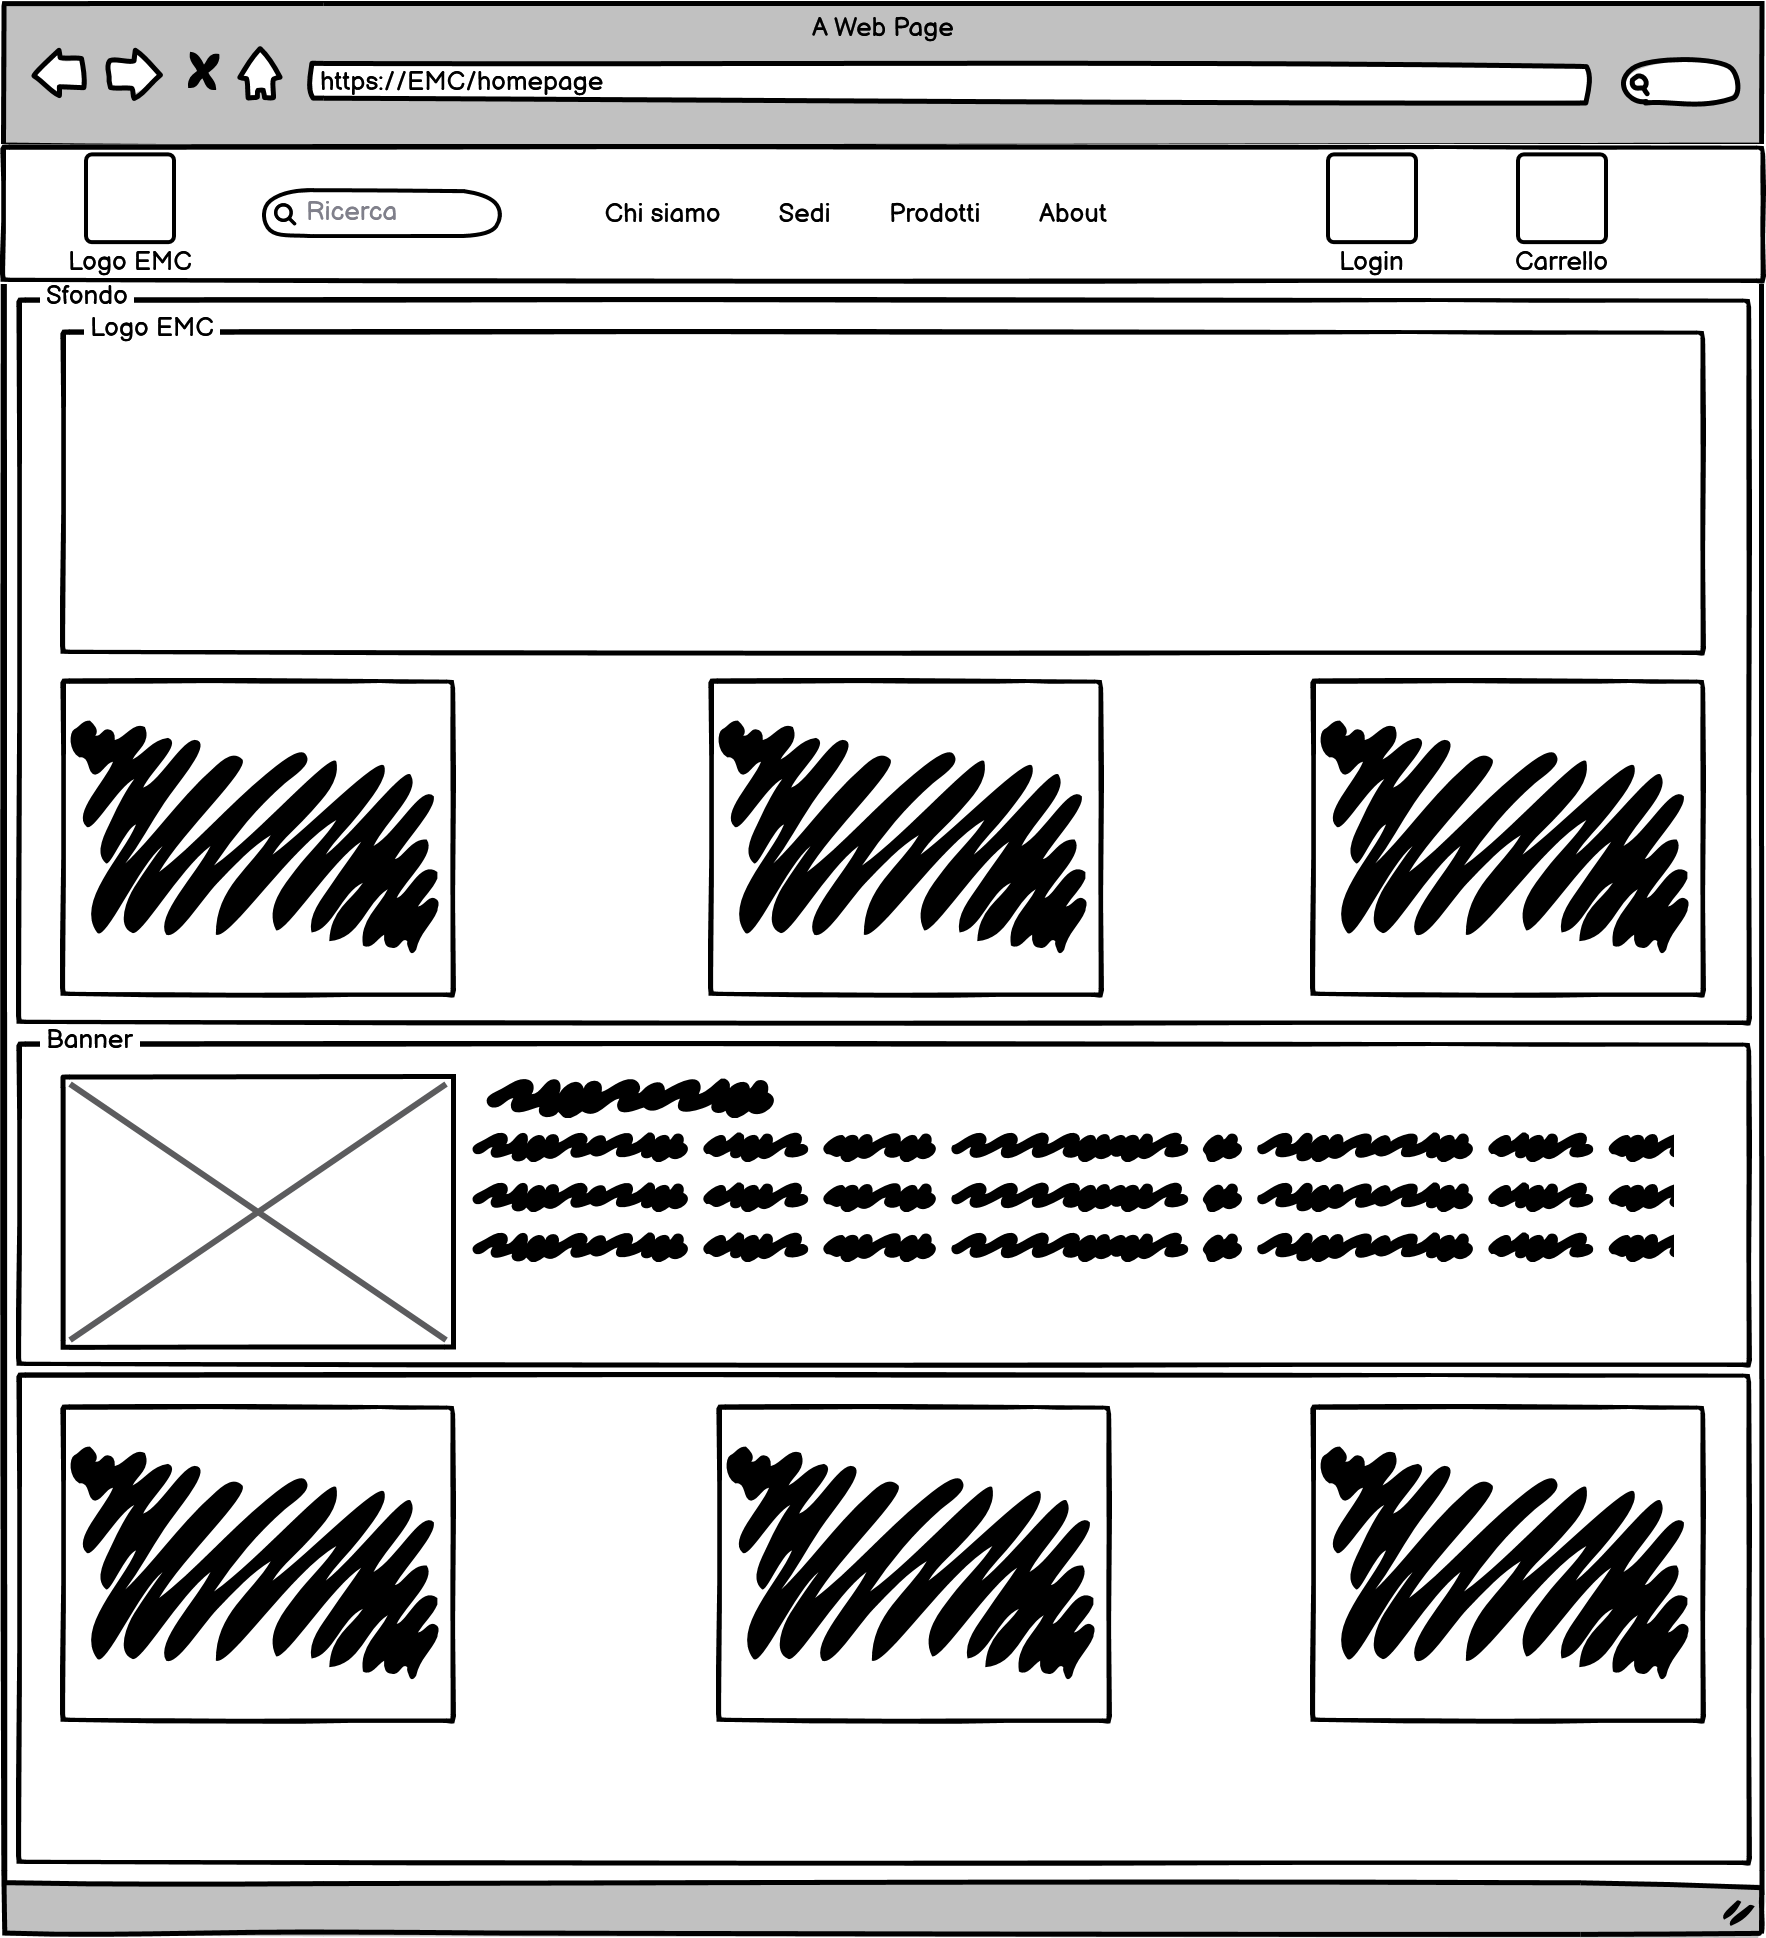 A Web Page
https://EMC/homepage
Ricerca
Chi siamo
Sedi
Prodotti
About
Logo EMC
Login
Carrello
Sfondo
Logo EMC
Banner